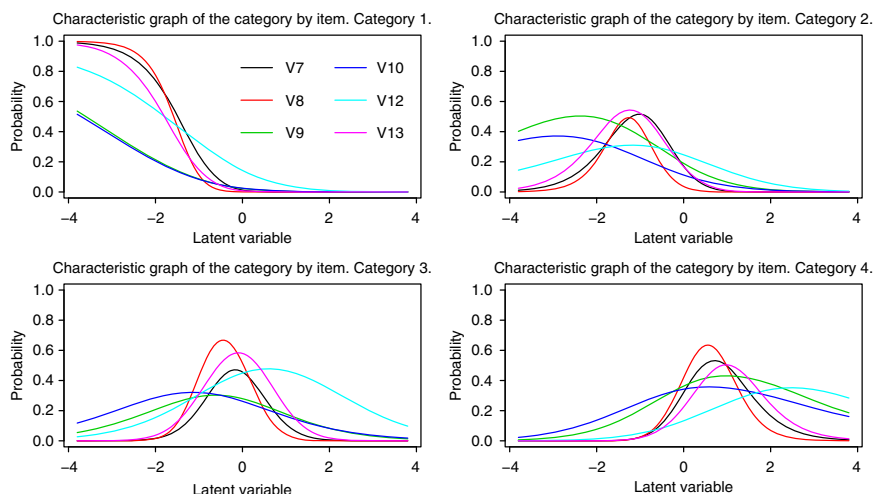 Characteristic graph of the category by item. Category 1.
1.0
0.8
0.6
0.4
0.2
0.0
Probability
V7
V10
V8
V12
V9
V13
−4
−2
0
2
4
Latent variable
Characteristic graph of the category by item. Category 2.
1.0
0.8
0.6
0.4
0.2
0.0
Probability
−4
−2
0
2
4
Latent variable
Characteristic graph of the category by item. Category 3.
1.0
0.8
0.6
0.4
0.2
0.0
Probability
−4
−2
0
2
4
Latent variable
Characteristic graph of the category by item. Category 4.
1.0
0.8
0.6
0.4
0.2
0.0
Probability
−4
−2
0
2
4
Latent variable